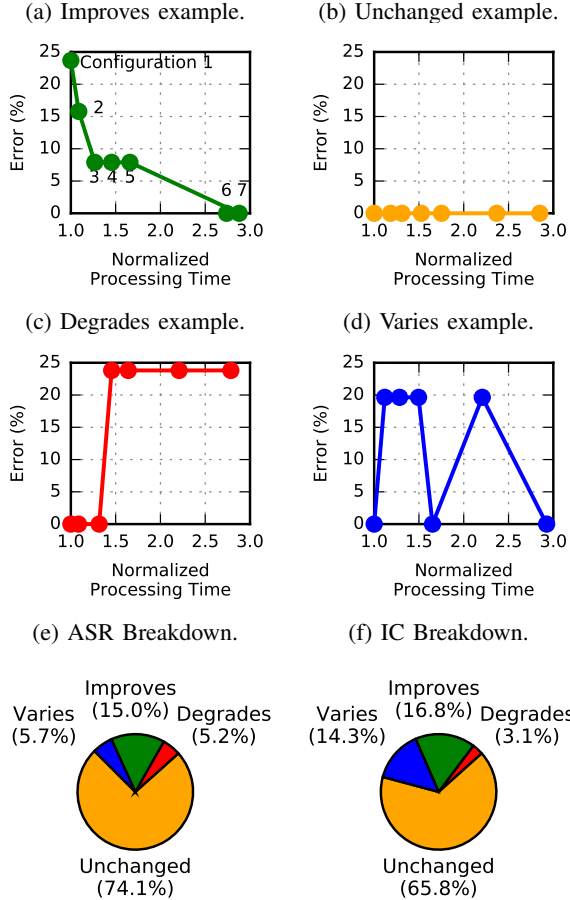 (a) Improves example.
(b) Unchanged example.
25
20
15
10
5
0
Error (%)
Configuration 1
2
3 4 5
6 7
1.0 1.5 2.0 2.5 3.0
Normalized
Processing Time
25
20
15
10
5
0
Error (%)
1.0 1.5 2.0 2.5 3.0
Normalized
Processing Time
(c) Degrades example.
(d) Varies example.
25
20
15
10
5
0
Error (%)
1.0 1.5 2.0 2.5 3.0
Normalized
Processing Time
25
20
15
10
5
0
Error (%)
1.0 1.5 2.0 2.5 3.0
Normalized
Processing Time
(e) ASR Breakdown.
(f) IC Breakdown.
Improves
(15.0%)
Varies
(5.7%)
Degrades
(5.2%)
Unchanged
(74.1%)
Improves
(16.8%)
Varies
(14.3%)
Degrades
(3.1%)
Unchanged
(65.8%)